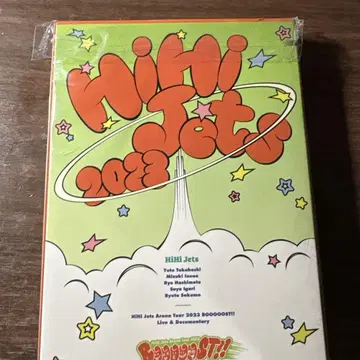 HiHi
Jets
2023
HiHi Jets
Yuto Takahashi
Mizuki Inoue
Ryo Hashimoto
Soya Igari
Ryuto Sakuma
HiHi Jets Arena Tour 2023 BOOOOOST!!
Live & Documentary
BOOOOOST!!